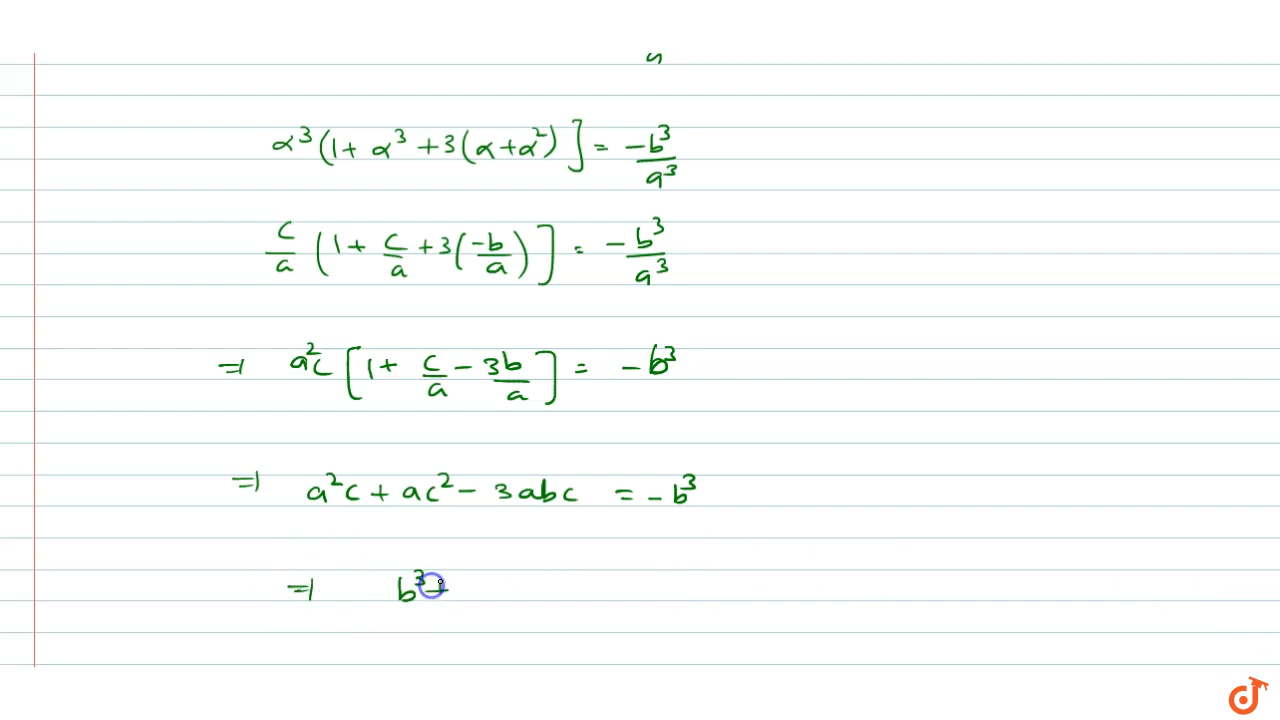 a
α³(1 + α³ + 3(α+α²)] = -b³/a³
c/a (1 + c/a + 3(-b/a)] = -b³/a³
⇒ a²c [1 + c/a - 3b/a] = -b³
⇒ a²c + ac² - 3abc = -b³
⇒ b³+